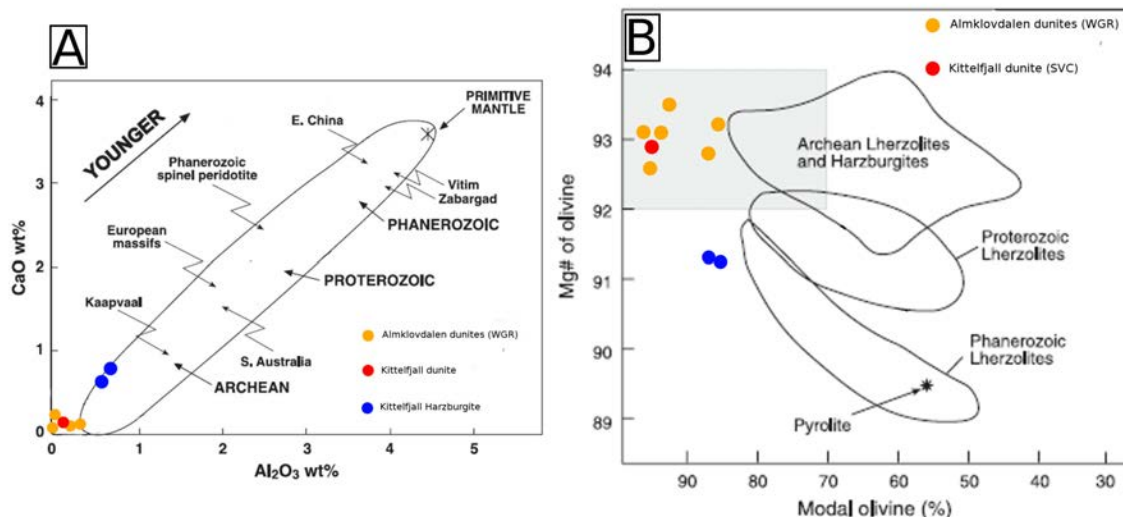 A
CaO wt%
4
3
2
1
0
YOUNGER
PRIMITIVE
MANTLE
E. China
Phanerozoic
spinel peridotite
Vitim
Zabargad
PHANEROZOIC
European
massifs
PROTEROZOIC
Kaapvaal
Almklovdalen dunites (WGR)
S. Australia
Kittelfjall dunite
ARCHEAN
Kittelfjall Harzburgite
0
1
2
3
4
5
Al₂O₃ wt%
B
Almklovdalen dunites (WGR)
Kittelfjall dunite (SVC)
Mg# of olivine
94
93
92
91
90
89
Archean Lherzolites
and Harzburgites
Proterozoic
Lherzolites
Phanerozoic
Lherzolites
Pyrolite
90
80
70
60
50
40
30
Modal olivine (%)